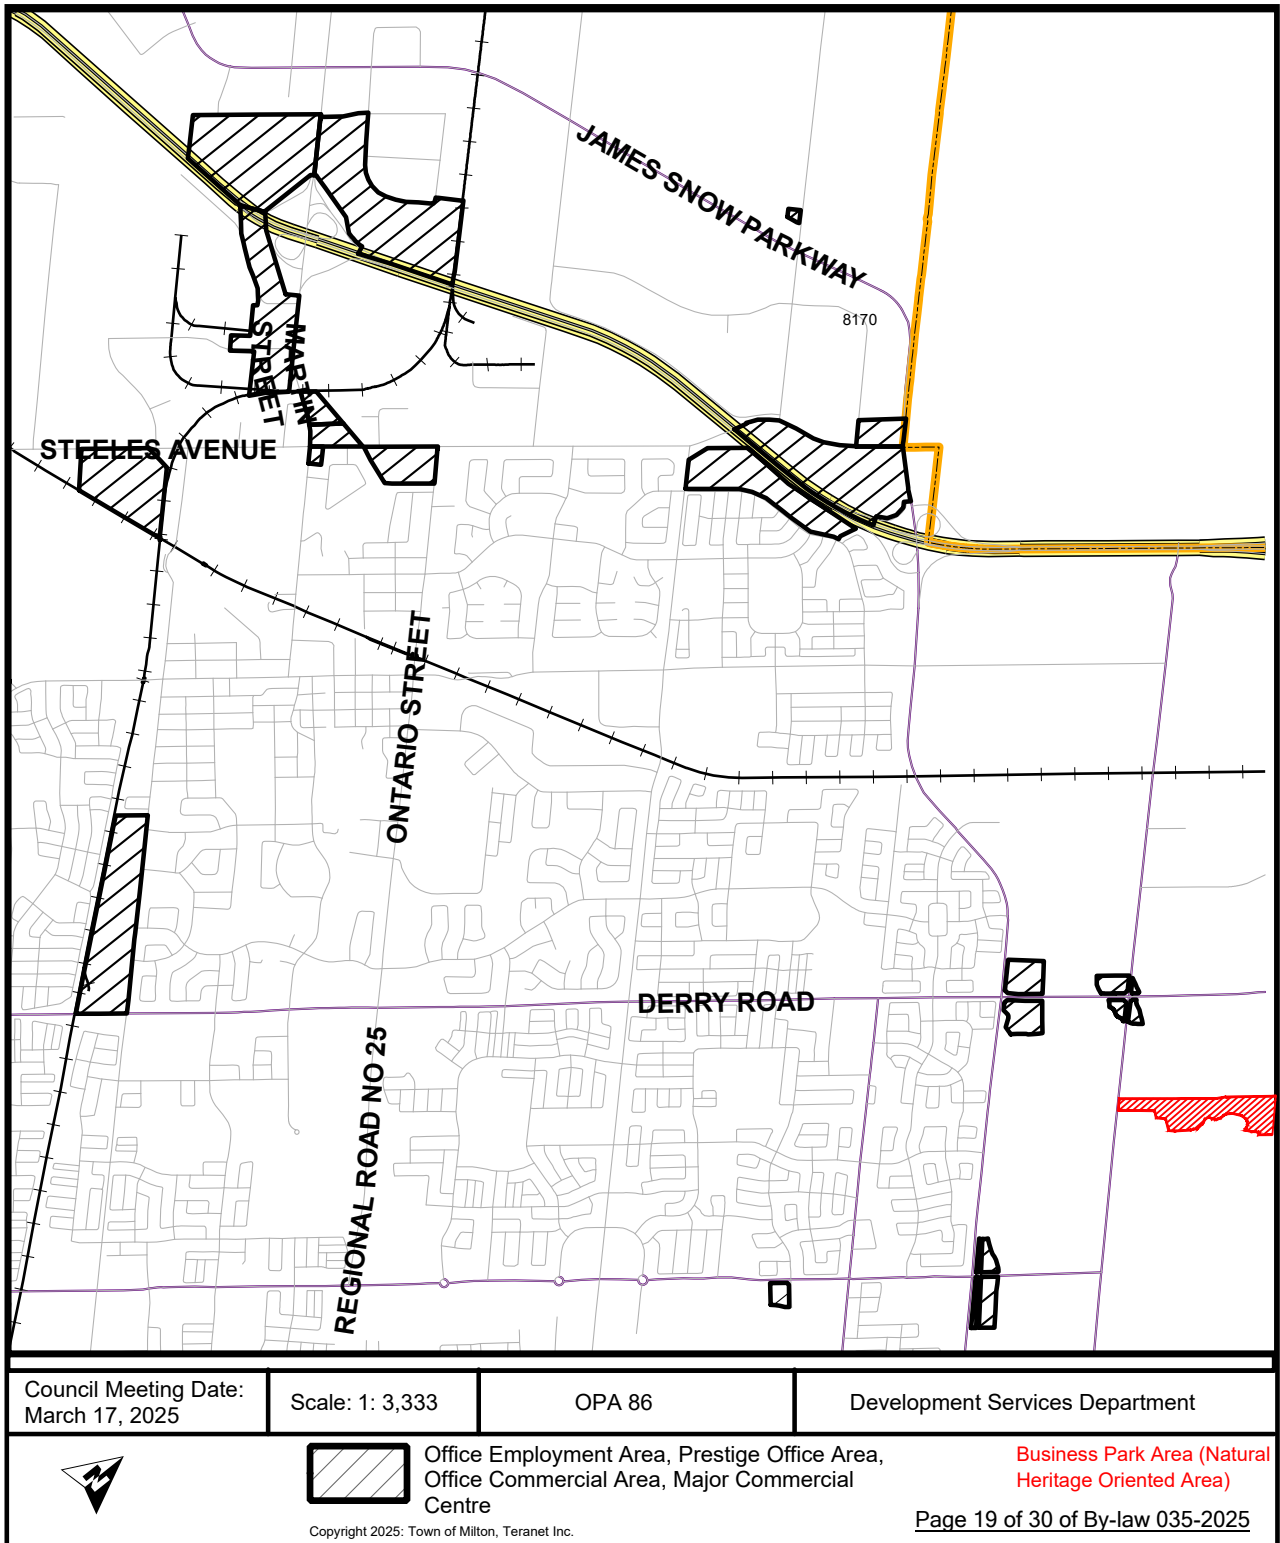 JAMES SNOW PARKWAY
8170
MARTIN
STREET
STEELES AVENUE
ONTARIO STREET
DERRY ROAD
REGIONAL ROAD NO 25
Council Meeting Date:
March 17, 2025
Scale: 1: 3,333
OPA 86
Development Services Department
N
Office Employment Area, Prestige Office Area,
Office Commercial Area, Major Commercial
Centre
Copyright 2025: Town of Milton, Teranet Inc.
Business Park Area (Natural
Heritage Oriented Area)
Page 19 of 30 of By-law 035-2025